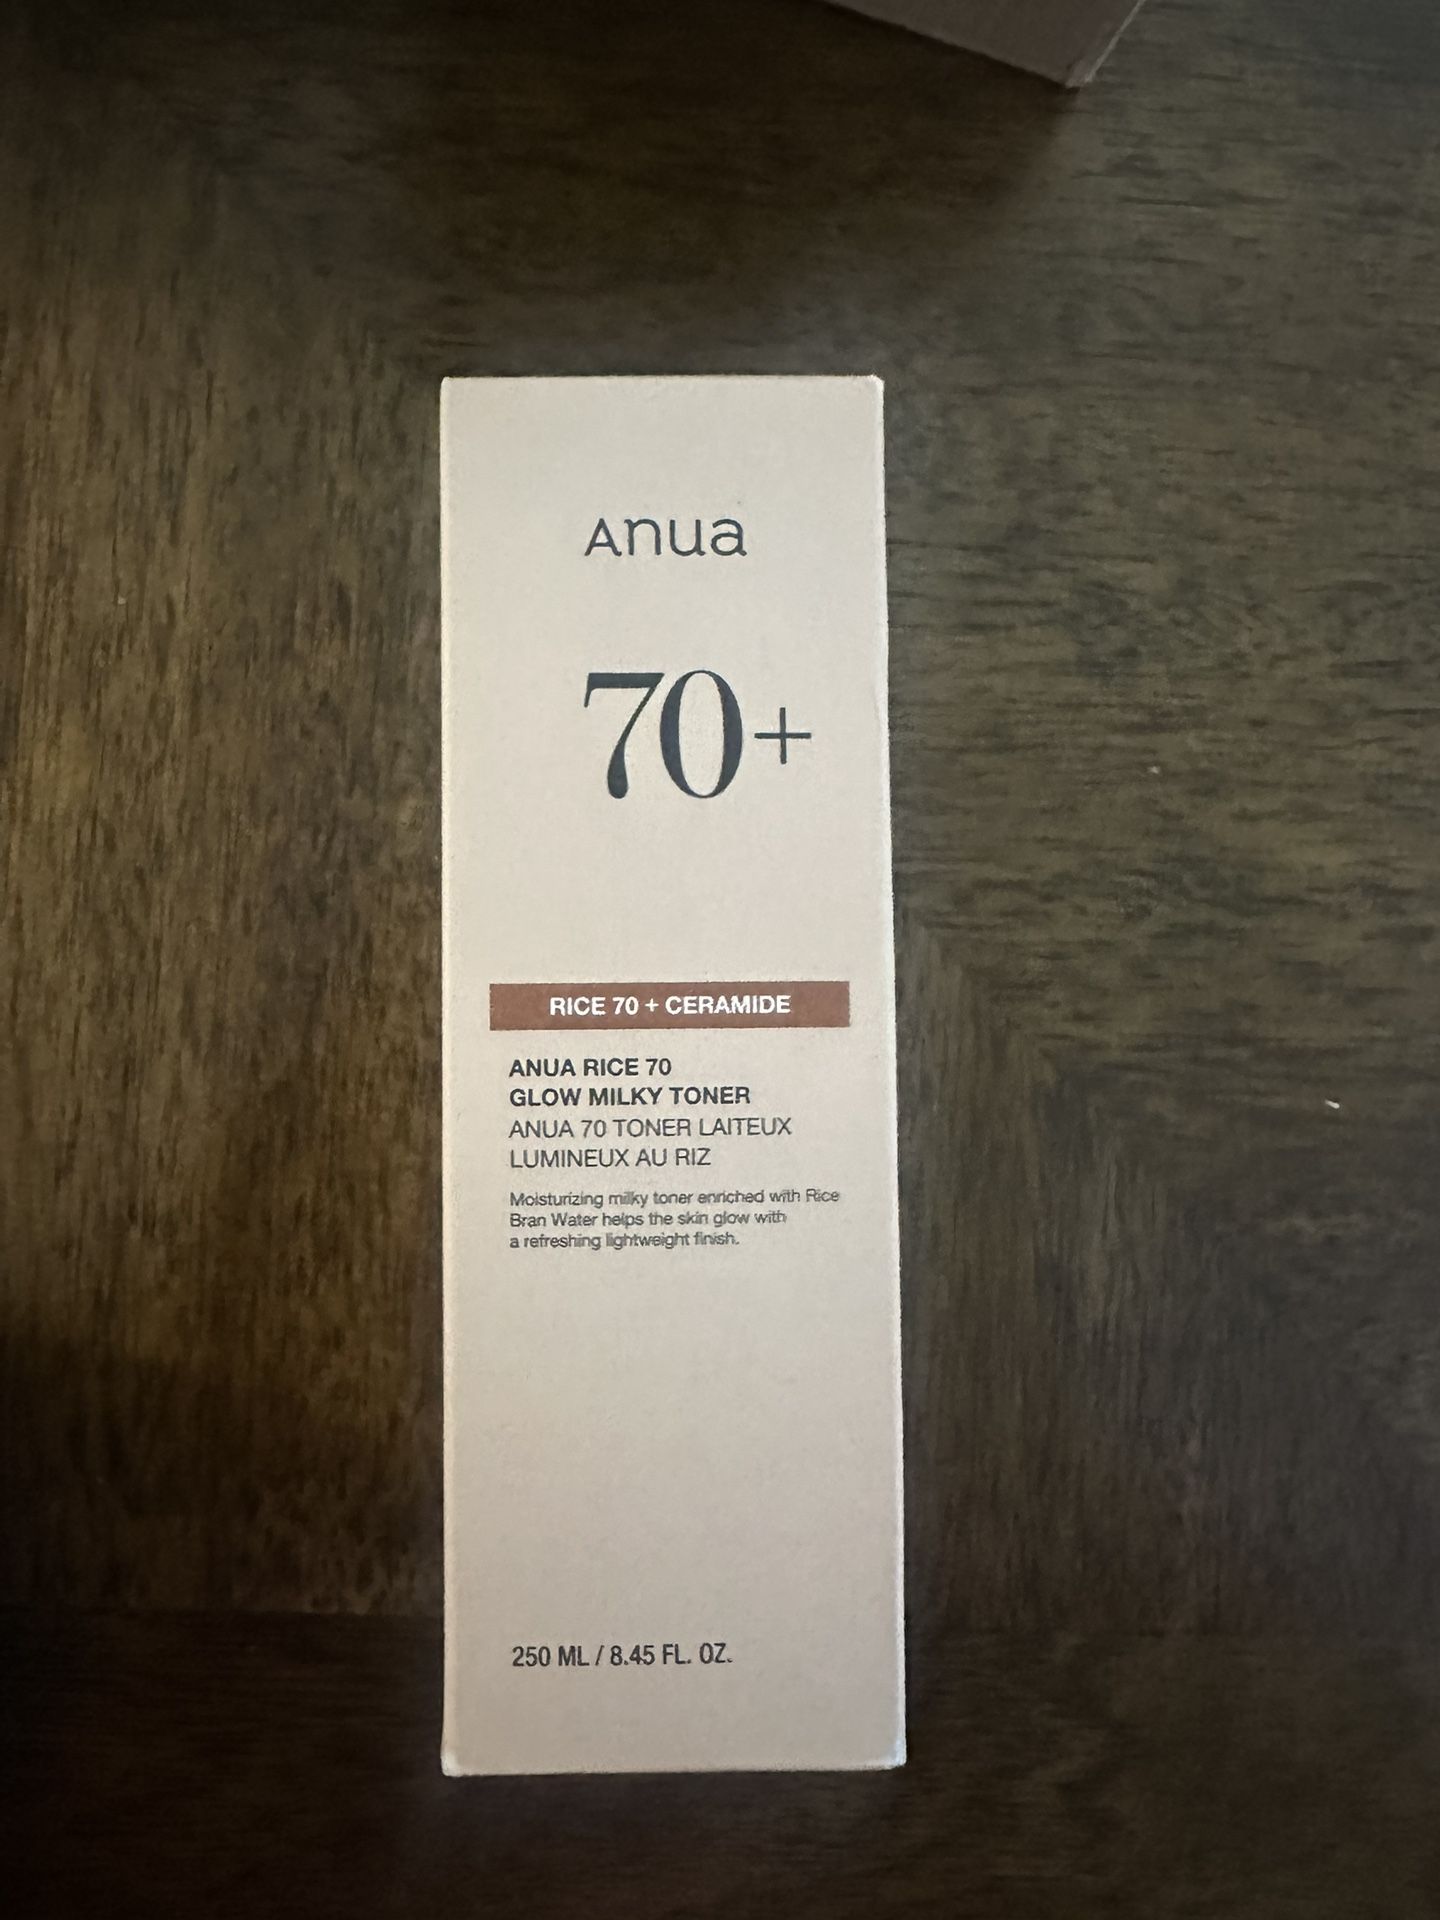 Anua
70+
RICE 70 + CERAMIDE
ANUA RICE 70
GLOW MILKY TONER
ANUA 70 TONER LAITEUX
LUMINEUX AU RIZ
Moisturizing milky toner enriched with Rice
Bran Water helps the skin glow with
a refreshing lightweight finish.
250 ML / 8.45 FL. OZ.